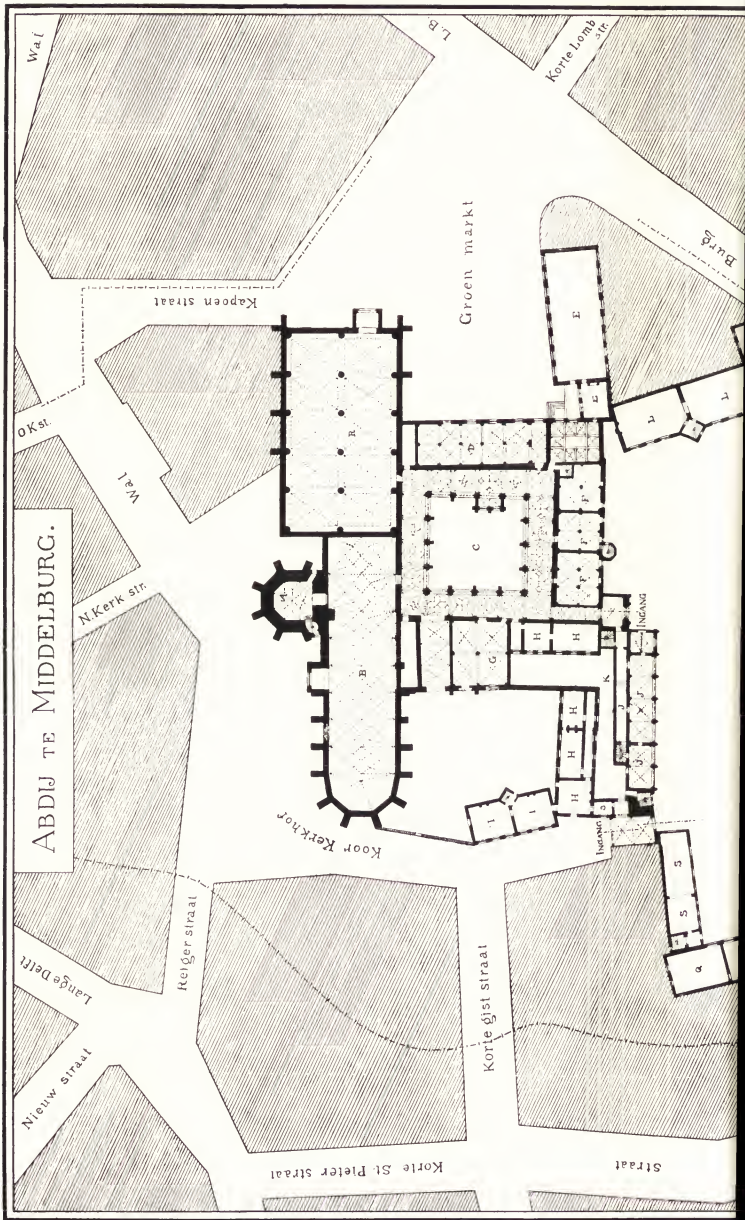 ABDIJ TE MIDDELBURG.
Wal
L.B
Korte Lomb
str.
Groen markt
Burg
Kapoen straat
OK st.
Wal
N.Kerk str.
Reiger straat
Lange Delft
Nieuw straat
Koor Kerkhof
Korte gist straat
Korte St. Pieter straat
Straat
R
D
E
E
L
L
A
C
F
F
F
B
G
H
H
K
INGANG
J
J
J
J
H
H
H
I
I
INGANG
S
S
Q